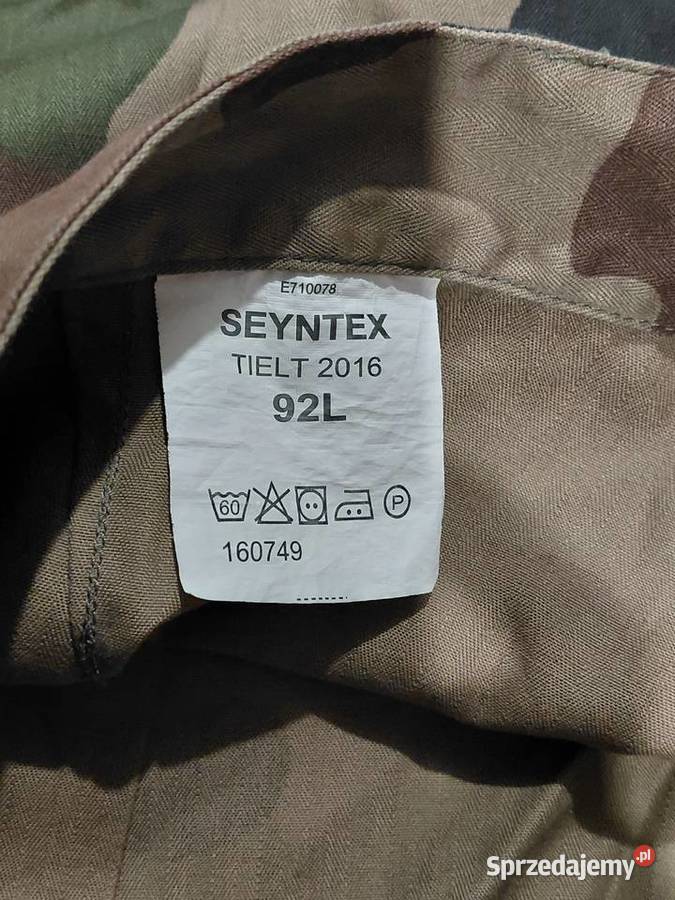 E710078
SEYNTEX
TIELT 2016
92L
60 P
160749
Sprzedajemy.pl